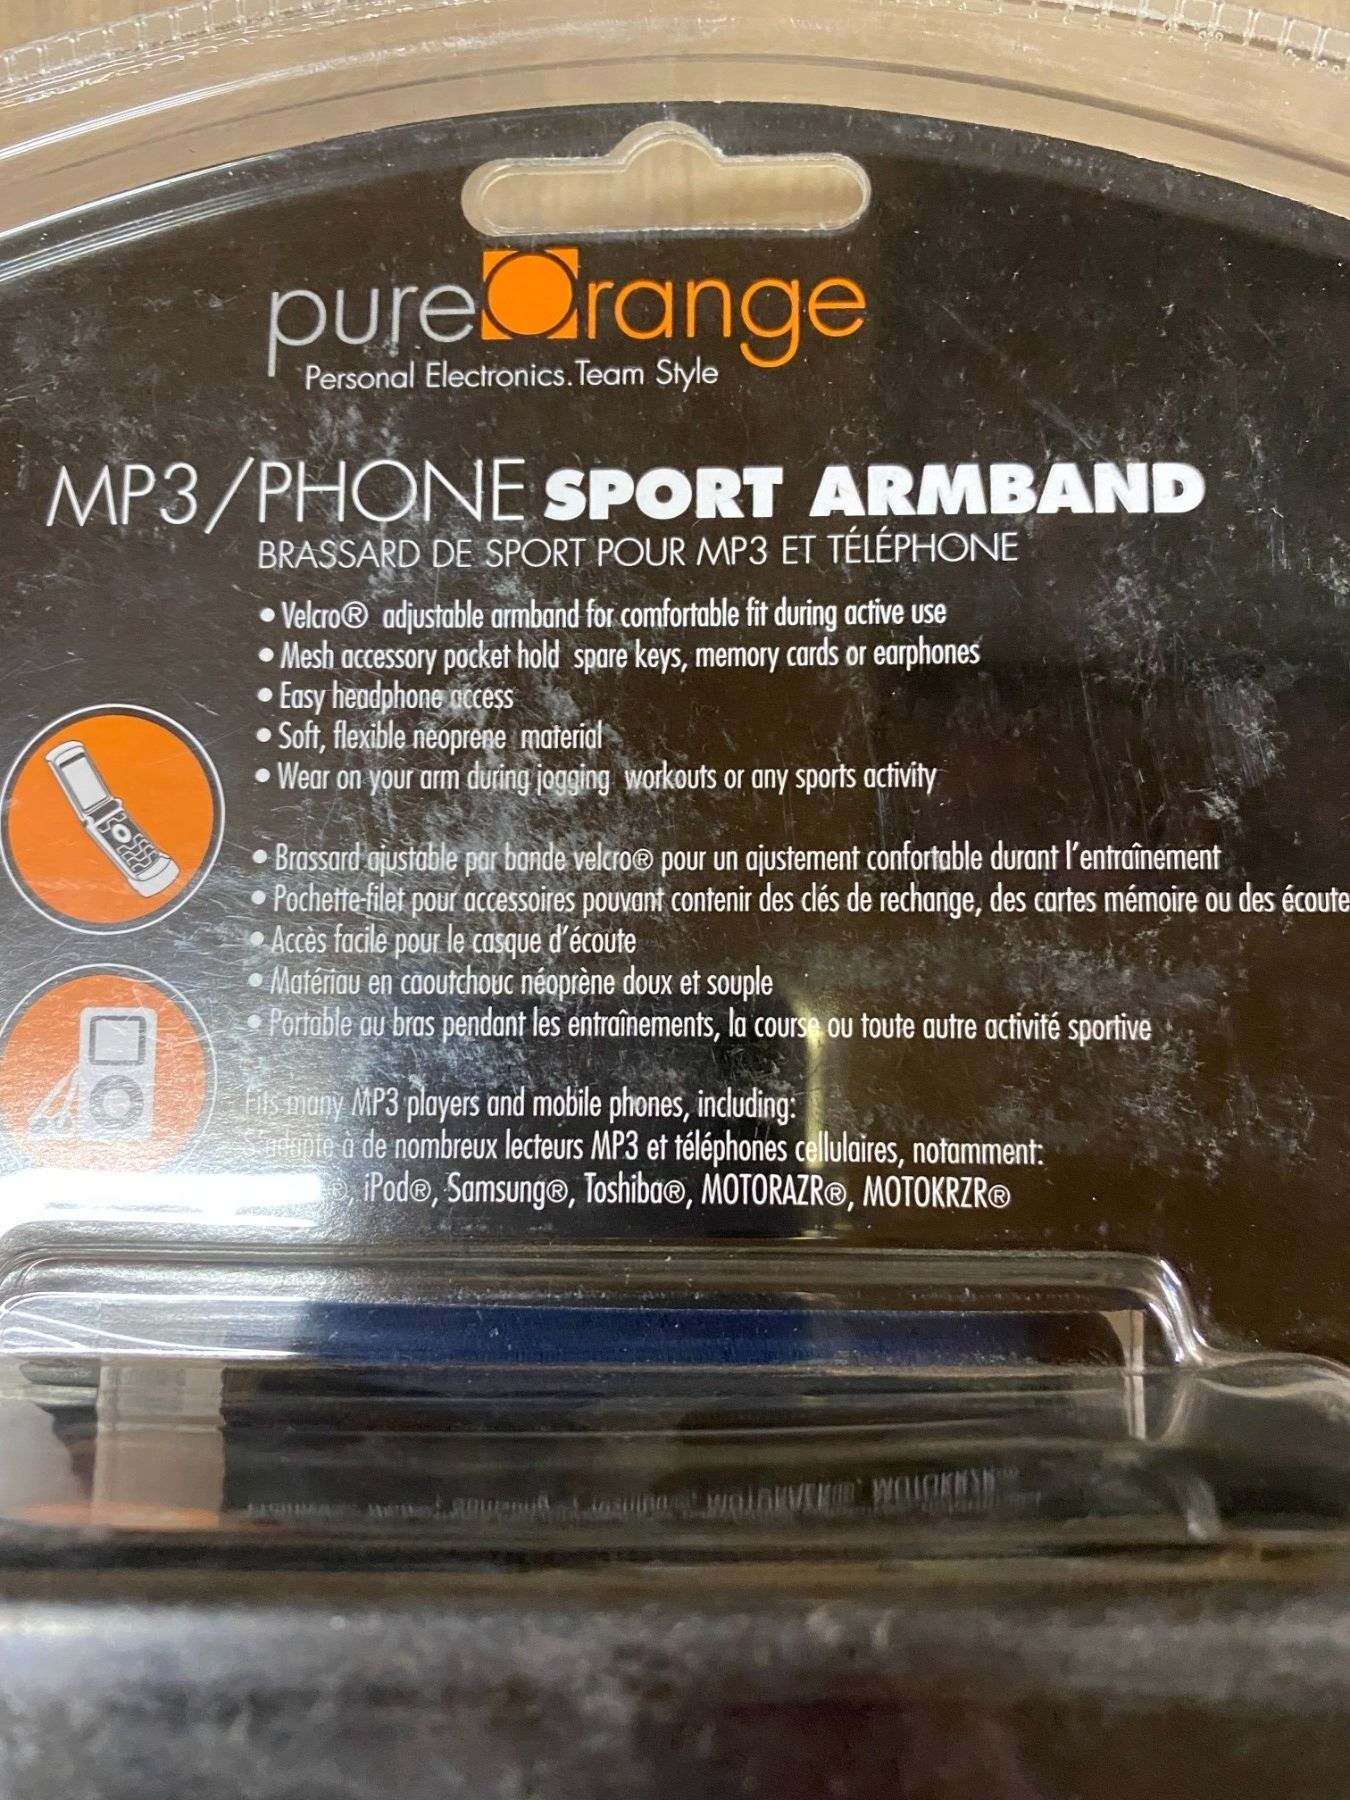 pureOrange
Personal Electronics.Team Style
MP3/PHONE SPORT ARMBAND
BRASSARD DE SPORT POUR MP3 ET TÉLÉPHONE
• Velcro® adjustable armband for comfortable fit during active use
• Mesh accessory pocket hold spare keys, memory cards or earphones
• Easy headphone access
• Soft, flexible neoprene material
• Wear on your arm during jogging workouts or any sports activity
• Brassard ajustable par bande velcro® pour un ajustement confortable durant l'entraînement
• Pochette-filet pour accessoires pouvant contenir des clés de rechange, des cartes mémoire ou des écoute
• Accès facile pour le casque d'écoute
• Matériau en caoutchouc néoprène doux et souple
• Portable au bras pendant les entraînements, la course ou toute autre activité sportive
Fits many MP3 players and mobile phones, including:
S'adapte à de nombreux lecteurs MP3 et téléphones cellulaires, notamment:
®, iPod®, Samsung®, Toshiba®, MOTORAZR®, MOTOKRZR®